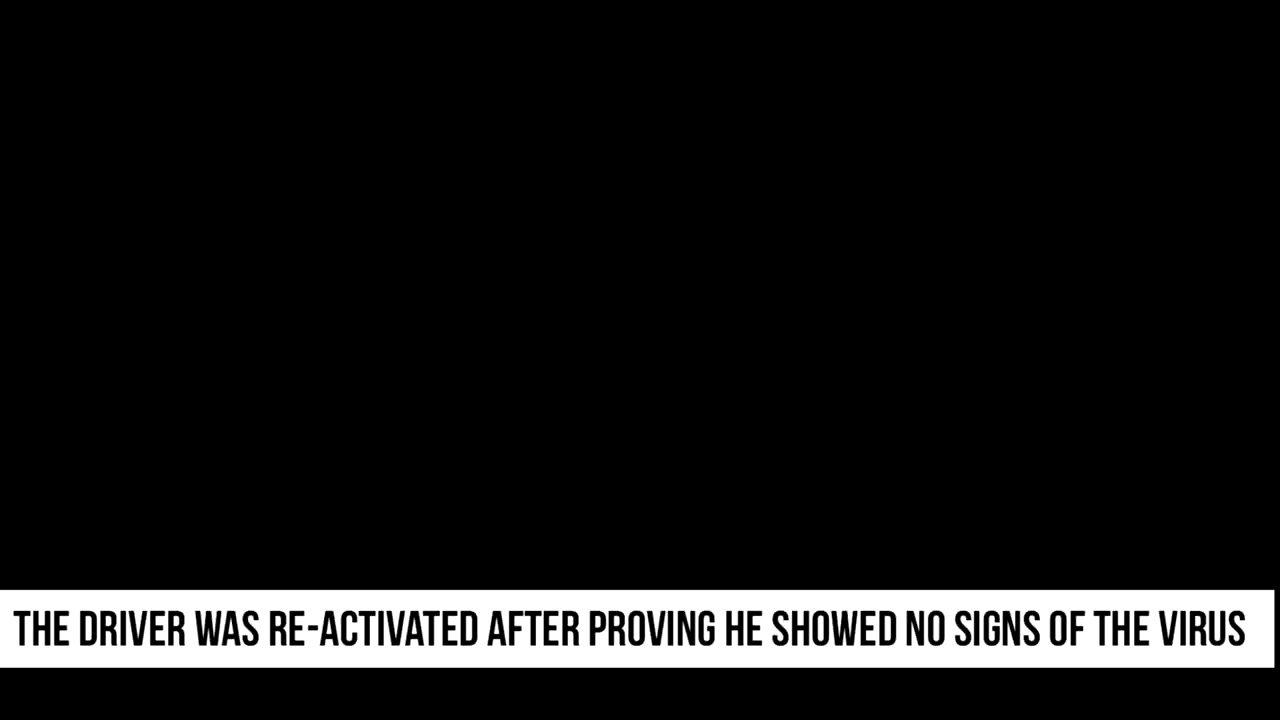 THE DRIVER WAS RE-ACTIVATED AFTER PROVING HE SHOWED NO SIGNS OF THE VIRUS